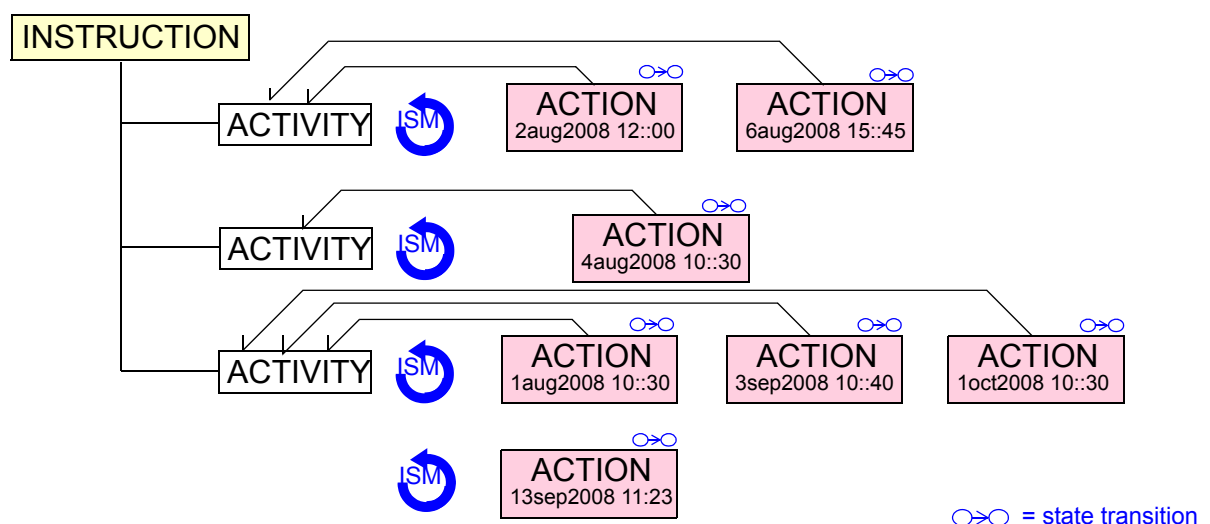 INSTRUCTION
ACTIVITY
ISM
ACTION
2aug2008 12::00
ACTION
6aug2008 15::45
ACTIVITY
ISM
ACTION
4aug2008 10::30
ACTIVITY
ISM
ACTION
1aug2008 10::30
ACTION
3sep2008 10::40
ACTION
1oct2008 10::30
ISM
ACTION
13sep2008 11:23
= state transition